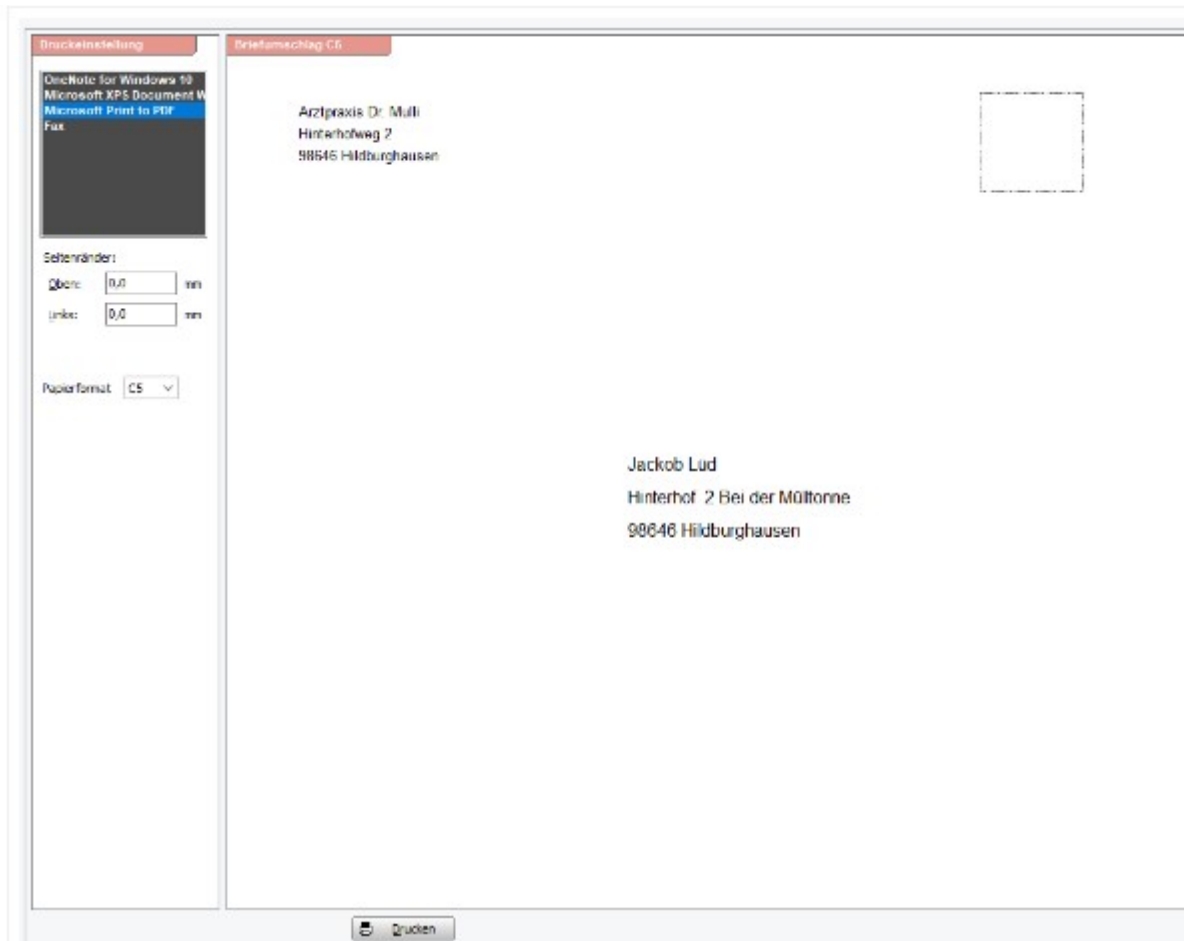 Druckeinstellung
OneNote for Windows 10
Microsoft XPS Document W
Microsoft Print to PDF
Fax
Seitenränder:
Oben: 0,0 mm
Links: 0,0 mm
Papierformat C5
Briefumschlag C5
Arztpraxis Dr. Mulli
Hinterhofweg 2
98646 Hildburghausen
Jackob Lud
Hinterhof 2 Bei der Mülltonne
98646 Hildburghausen
Drucken